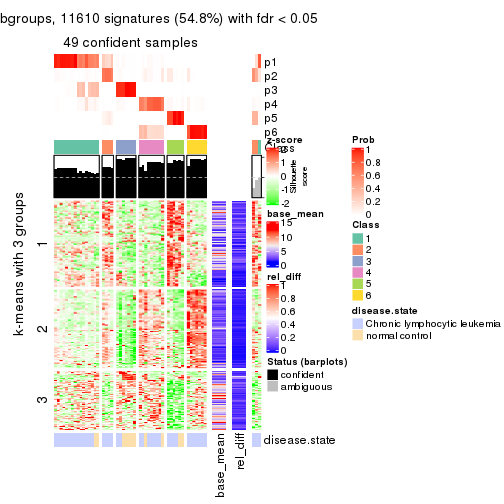 bgroups, 11610 signatures (54.8%) with fdr < 0.05
49 confident samples
p1
p2
p3
p4
p5
p6
Class
Silhouette
score
k-means with 3 groups
1
2
3
base_mean
rel_diff
disease.state
z-score
2
1
0
-1
-2
base_mean
15
10
5
0
rel_diff
1
0.8
0.6
0.4
0.2
0
Status (barplots)
confident
ambiguous
Prob
1
0.8
0.6
0.4
0.2
0
Class
1
2
3
4
5
6
disease.state
Chronic lymphocytic leukemia
normal control